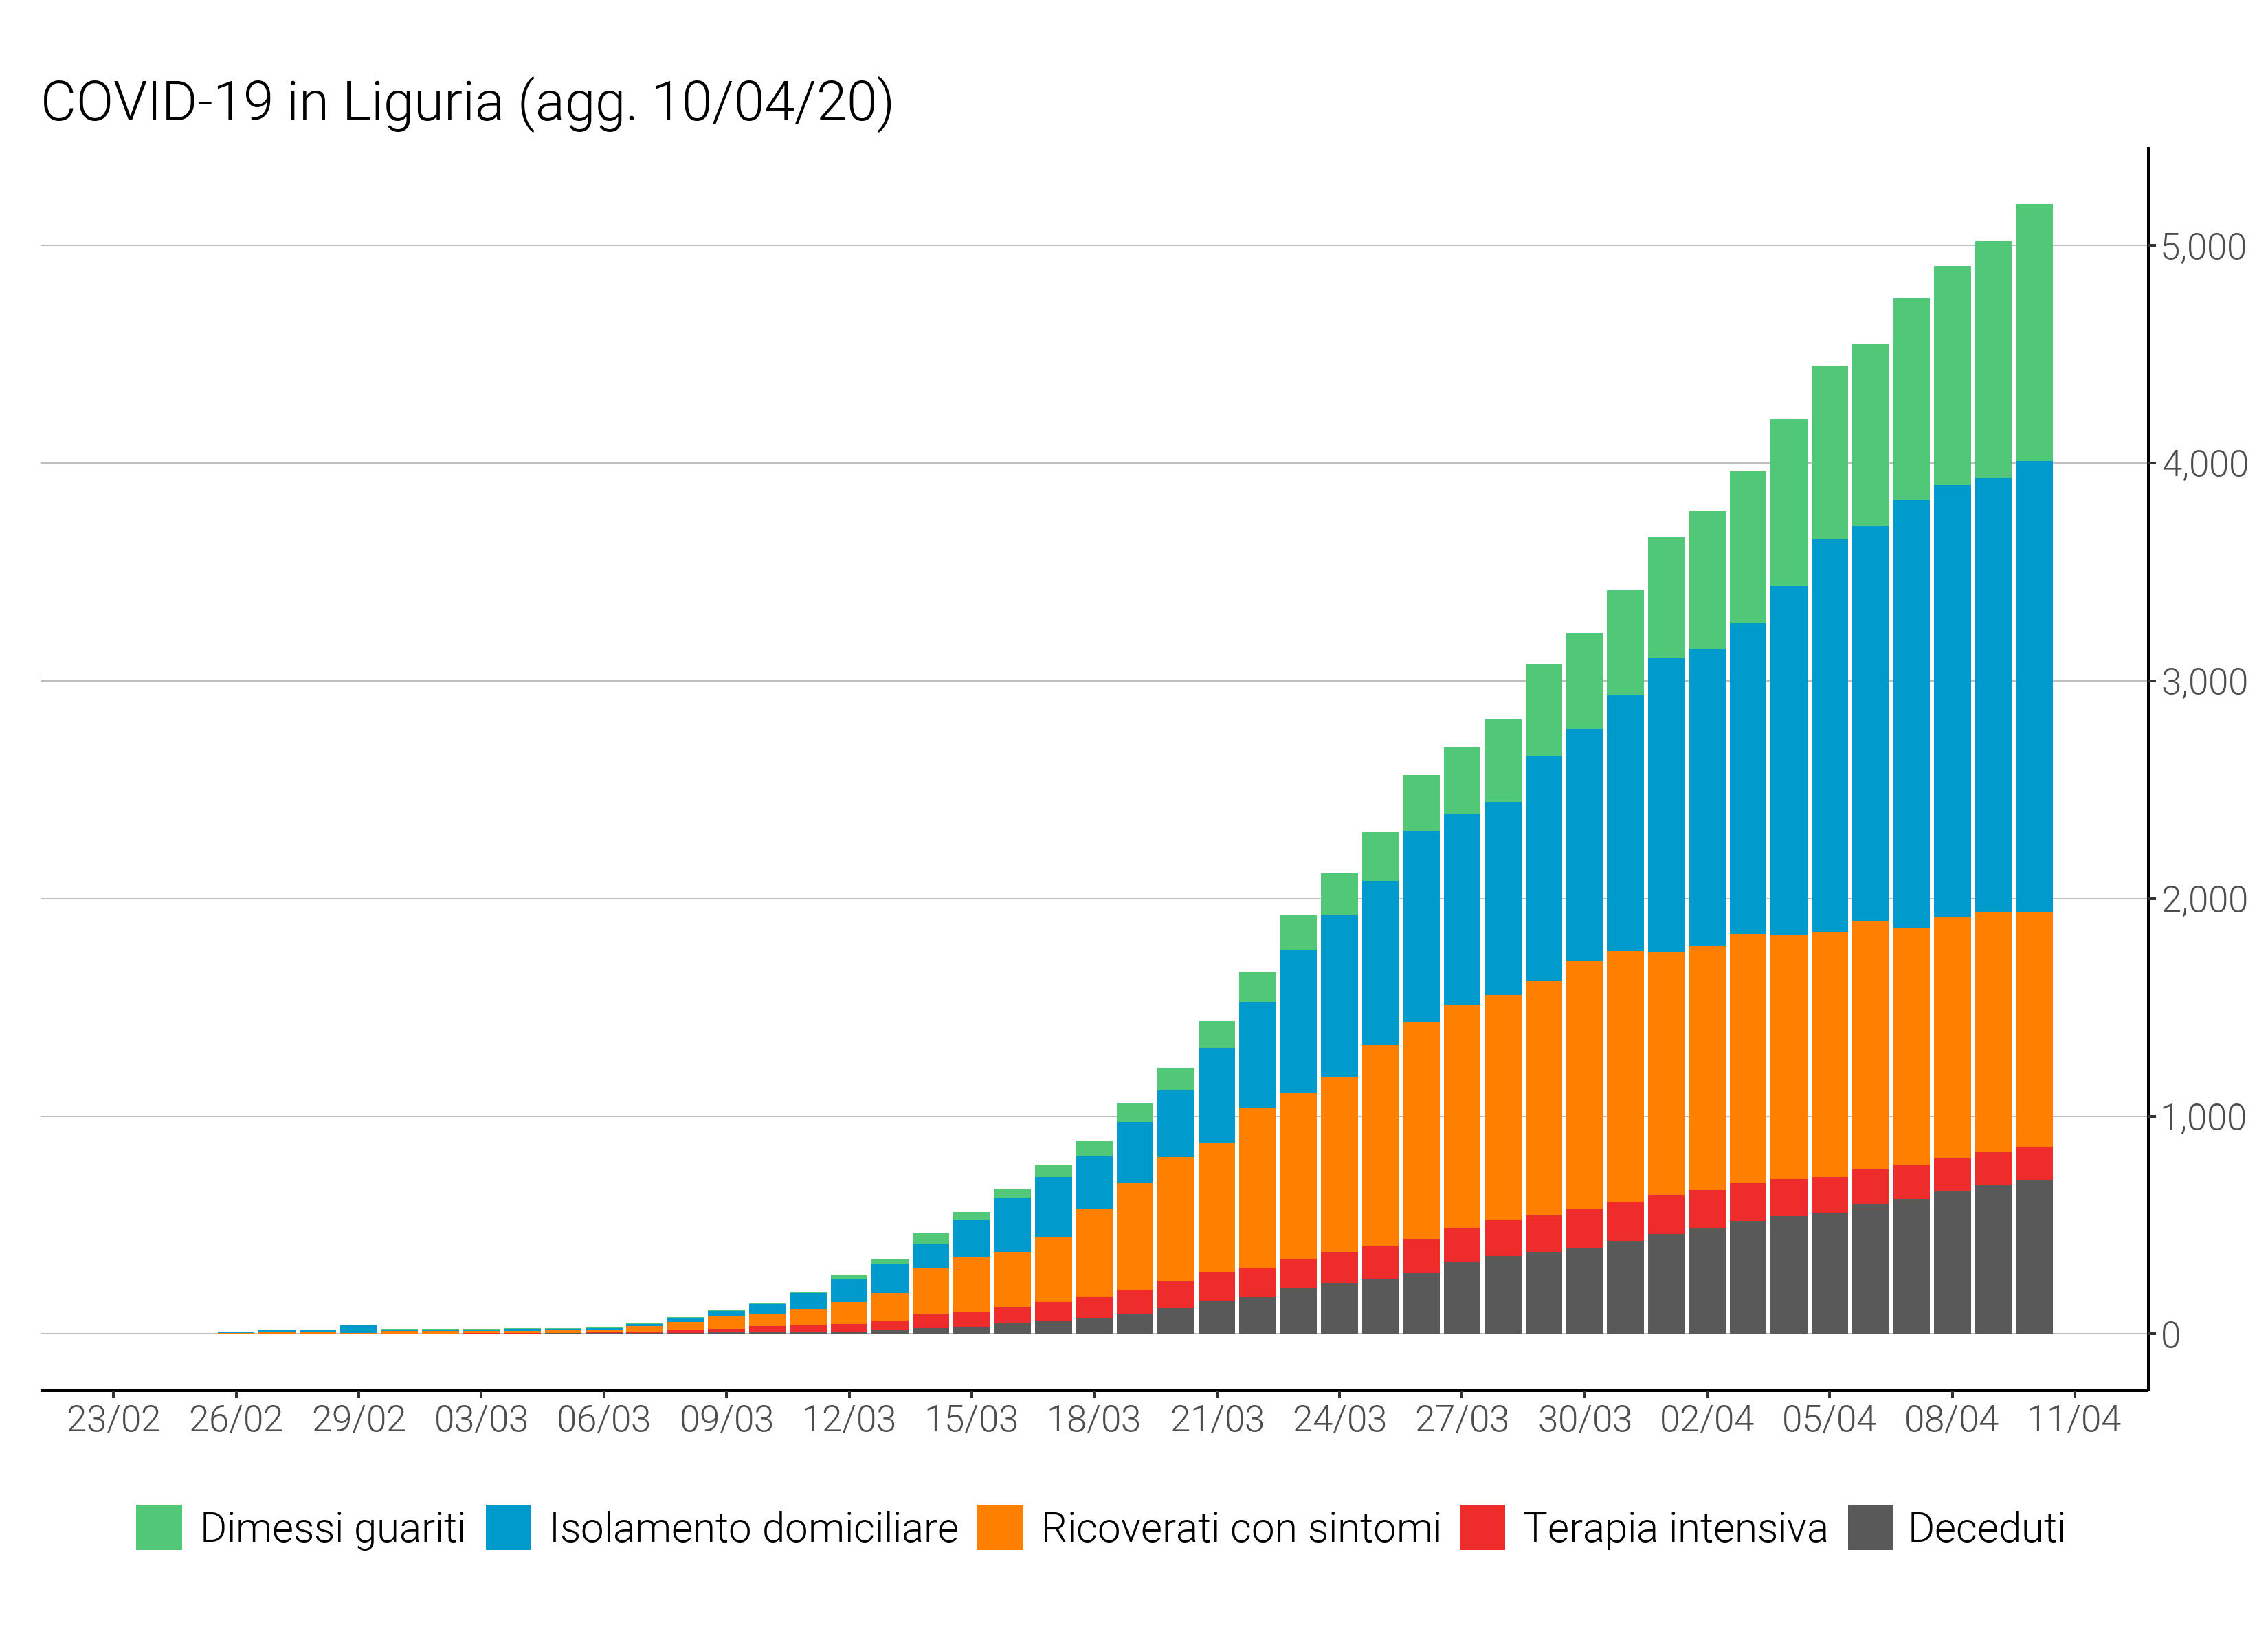 COVID-19 in Liguria (agg. 10/04/20)
5,000
4,000
3,000
2,000
1,000
0
23/02 26/02 29/02 03/03 06/03 09/03 12/03 15/03 18/03 21/03 24/03 27/03 30/03 02/04 05/04 08/04 11/04
Dimessi guariti Isolamento domiciliare Ricoverati con sintomi Terapia intensiva Deceduti